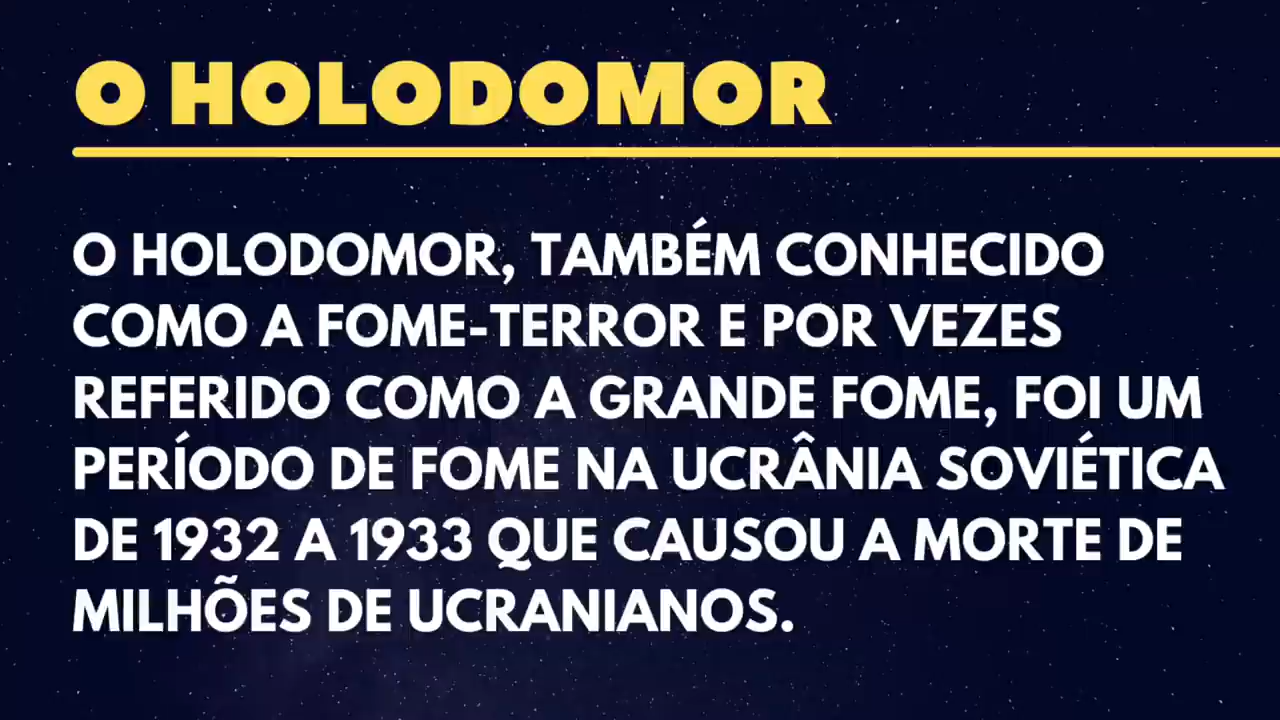 O HOLODOMOR
O HOLODOMOR, TAMBÉM CONHECIDO
COMO A FOME-TERROR E POR VEZES
REFERIDO COMO A GRANDE FOME, FOI UM
PERÍODO DE FOME NA UCRÂNIA SOVIÉTICA
DE 1932 A 1933 QUE CAUSOU A MORTE DE
MILHÕES DE UCRANIANOS.